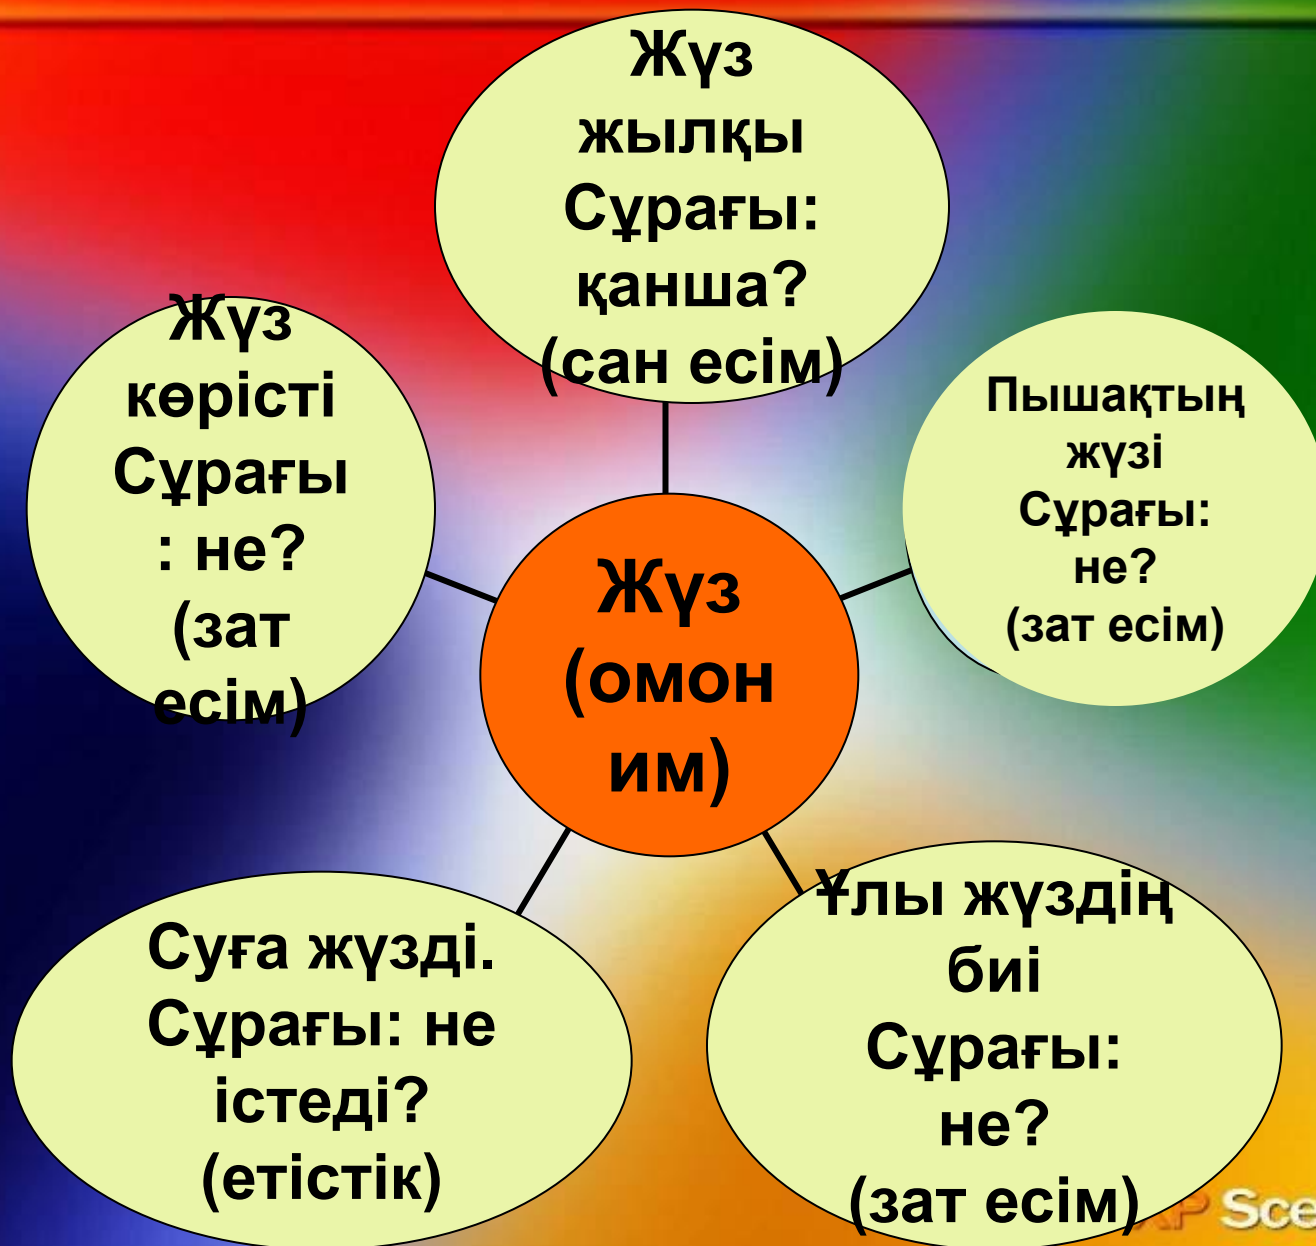 Жүз
жылқы
Сұрағы:
қанша?
(сан есім)
Жүз
көрісті
Сұрағы
: не?
(зат
есім)
Пышақтың
жүзі
Сұрағы:
не?
(зат есім)
Жүз
(омон
им)
Суға жүзді.
Сұрағы: не
істеді?
(етістік)
Ұлы жүздің
биі
Сұрағы:
не?
(зат есім)